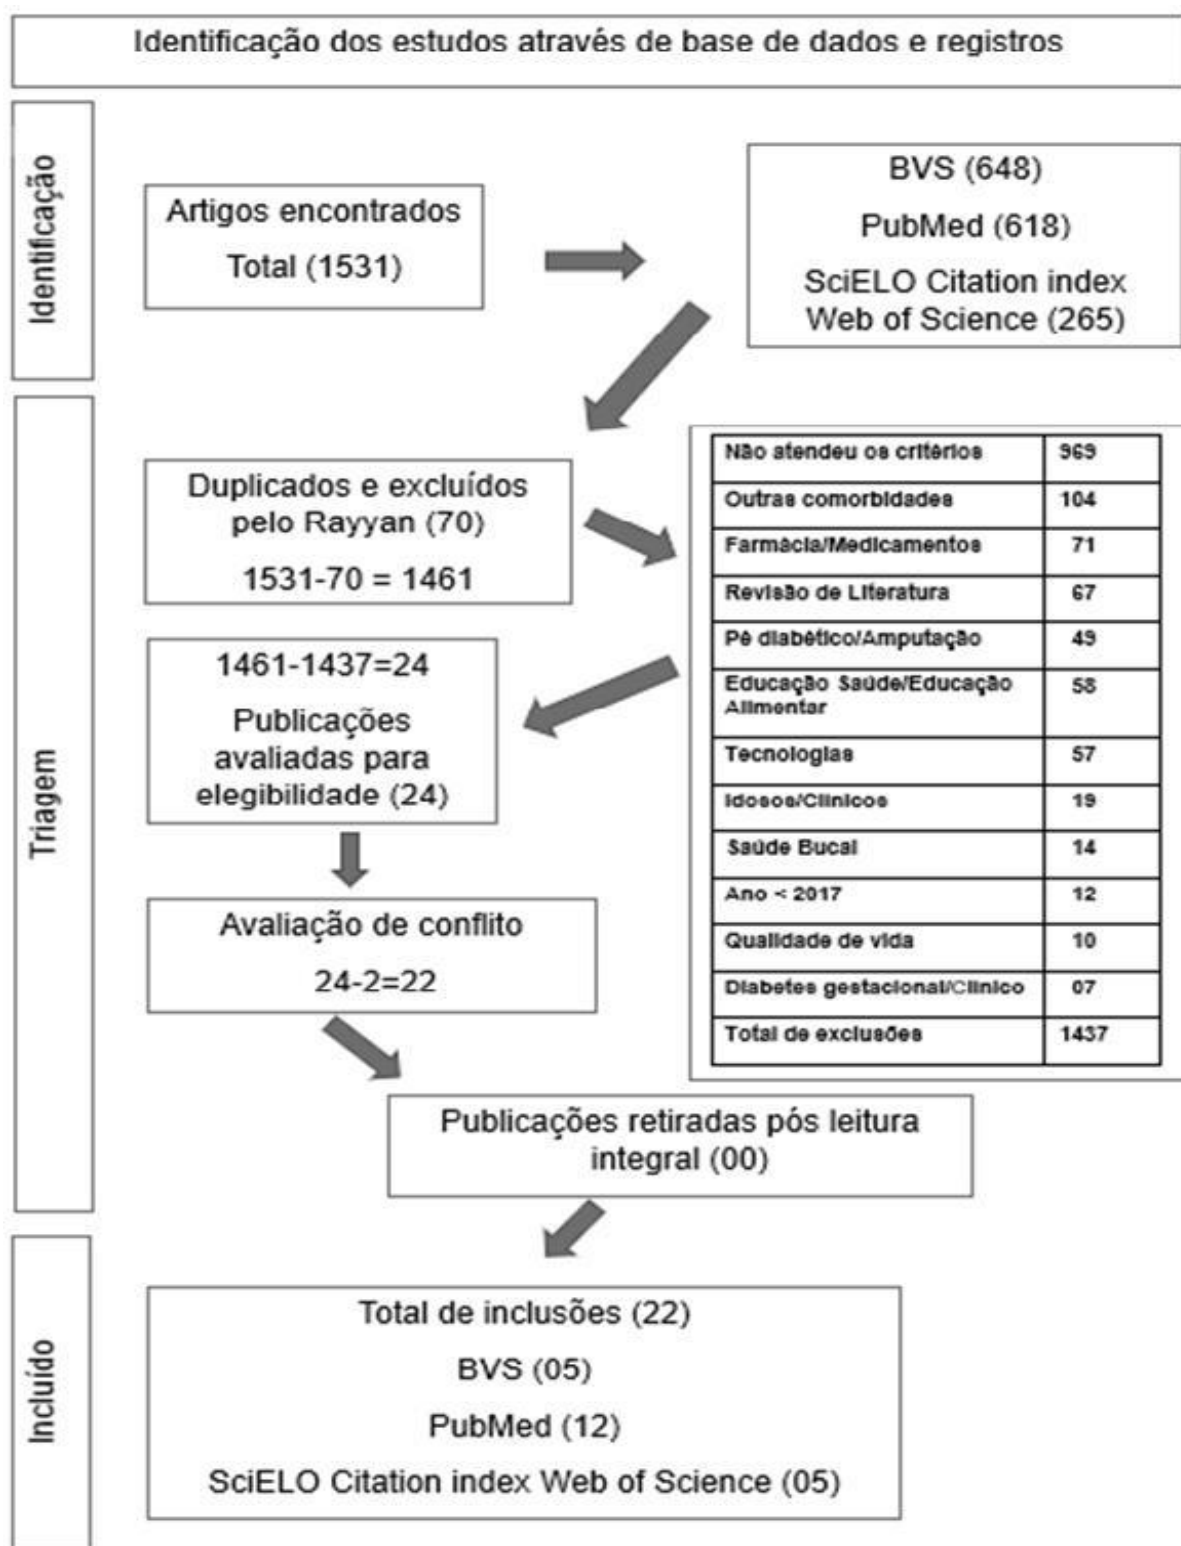 Identificação dos estudos através de base de dados e registros
Identificação
Artigos encontrados
Total (1531)
BVS (648)
PubMed (618)
SciELO Citation index
Web of Science (265)
Triagem
Duplicados e excluídos
pelo Rayyan (70)
1531-70 = 1461
Não atendeu os critérios 969
Outras comorbidades 104
Farmácia/Medicamentos 71
Revisão de Literatura 67
Pé diabético/Amputação 49
Educação Saúde/Educação 58
Alimentar
Tecnologias 57
Idosos/Clínicos 19
Saúde Bucal 14
Ano < 2017 12
Qualidade de vida 10
Diabetes gestacional/Clínico 07
Total de exclusões 1437
1461-1437=24
Publicações
avaliadas para
elegibilidade (24)
Avaliação de conflito
24-2=22
Publicações retiradas pós leitura
integral (00)
Incluído
Total de inclusões (22)
BVS (05)
PubMed (12)
SciELO Citation index Web of Science (05)